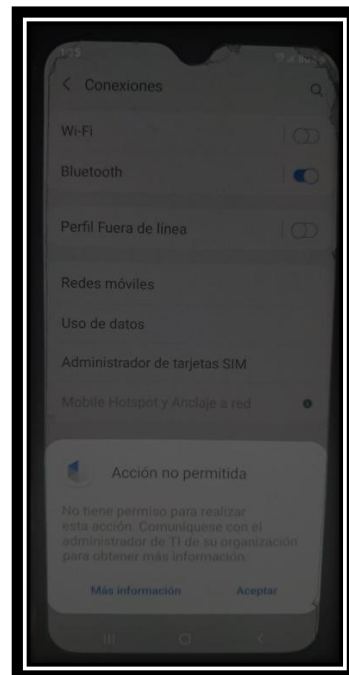 Conexiones
Wi-Fi
Bluetooth
Perfil Fuera de línea
Redes móviles
Uso de datos
Administrador de tarjetas SIM
Mobile Hotspot y Anclaje a red
Acción no permitida
No tiene permiso para realizar
esta acción. Comuníquese con el
administrador de TI de su organización
para obtener más información.
Más información Aceptar